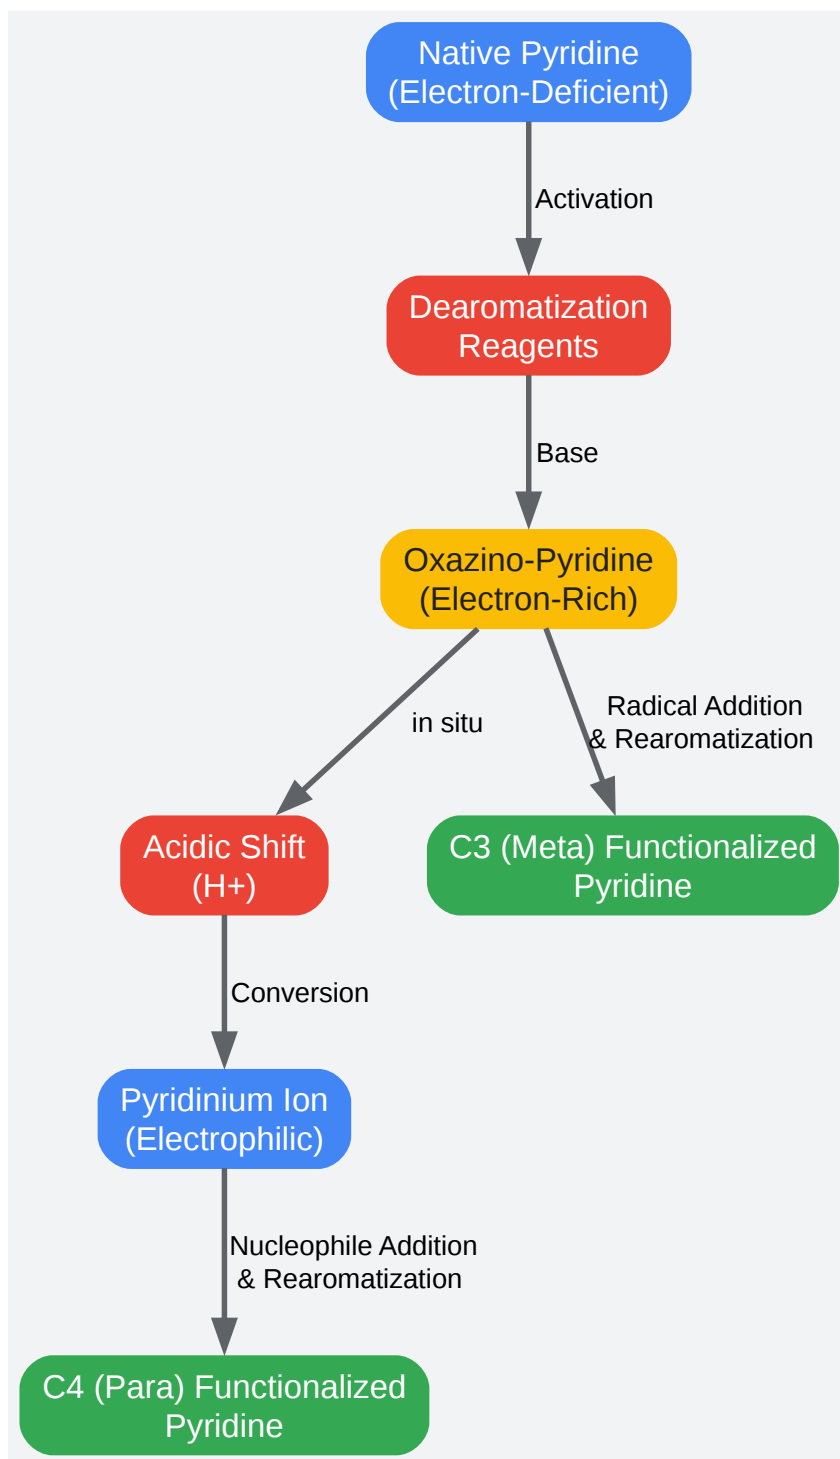 Native Pyridine
(Electron-Deficient)
Activation
Dearomatization
Reagents
Base
Oxazino-Pyridine
(Electron-Rich)
in situ
Radical Addition
& Rearomatization
Acidic Shift
(H+)
C3 (Meta) Functionalized
Pyridine
Conversion
Pyridinium Ion
(Electrophilic)
Nucleophile Addition
& Rearomatization
C4 (Para) Functionalized
Pyridine